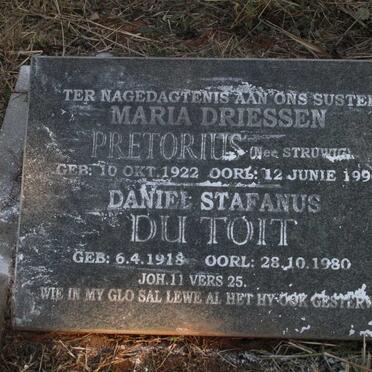 TER NAGEDAGTENIS AAN ONS SUSTER
MARIA DRIESSEN
PRETORIUS (Nee STRUWIG)
GEB: 10 OKT. 1922 OORL: 12 JUNIE 199
DANIEL STAFANUS
DU TOIT
GEB: 6.4.1918 OORL: 28.10.1980
JOH. 11 VERS 25.
WIE IN MY GLO SAL LEWE AL HET HY OOK GESTER